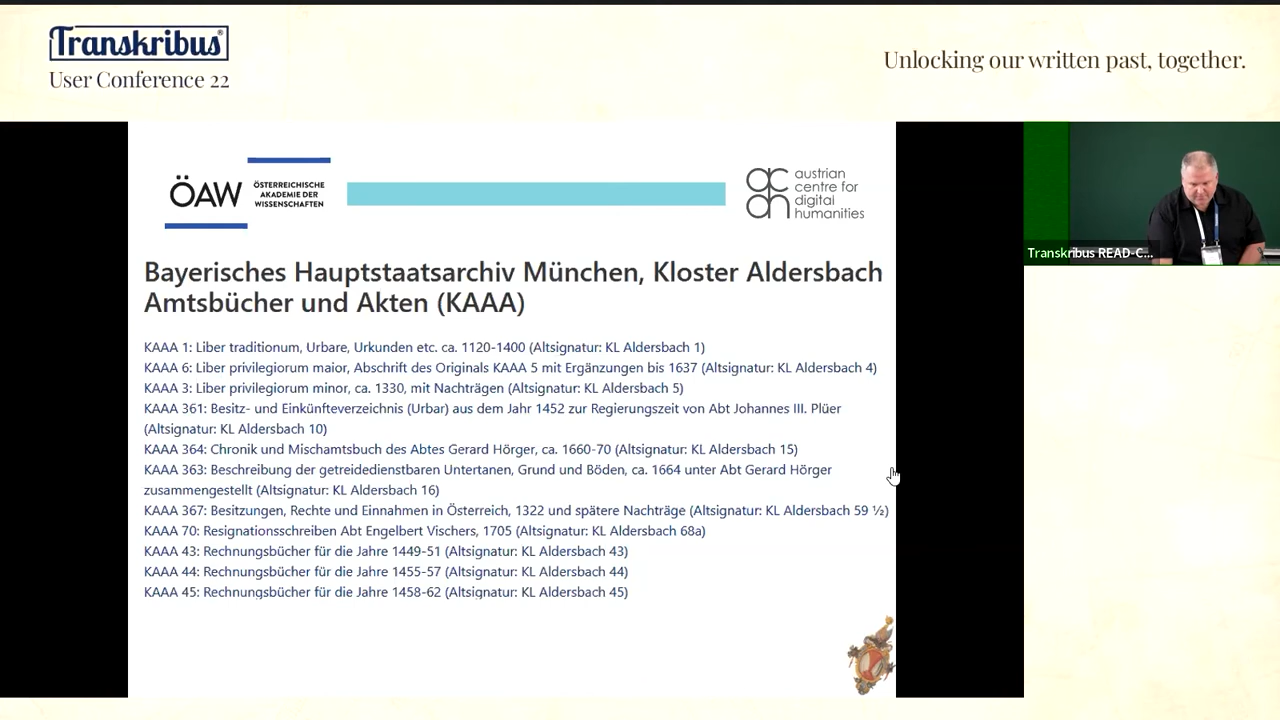 Transkribus®
User Conference 22
Unlocking our written past, together.
ÖAW
ÖSTERREICHISCHE
AKADEMIE DER
WISSENSCHAFTEN
austrian
centre for
digital
humanities
Transkribus READ-C...
Bayerisches Hauptstaatsarchiv München, Kloster Aldersbach
Amtsbücher und Akten (KAAA)
KAAA 1: Liber traditionum, Urbare, Urkunden etc. ca. 1120-1400 (Altsignatur: KL Aldersbach 1)
KAAA 6: Liber privilegiorum maior, Abschrift des Originals KAAA 5 mit Ergänzungen bis 1637 (Altsignatur: KL Aldersbach 4)
KAAA 3: Liber privilegiorum minor, ca. 1330, mit Nachträgen (Altsignatur: KL Aldersbach 5)
KAAA 361: Besitz- und Einkünfteverzeichnis (Urbar) aus dem Jahr 1452 zur Regierungszeit von Abt Johannes III. Plüer
(Altsignatur: KL Aldersbach 10)
KAAA 364: Chronik und Mischamtsbuch des Abtes Gerard Hörger, ca. 1660-70 (Altsignatur: KL Aldersbach 15)
KAAA 363: Beschreibung der getreidedienstbaren Untertanen, Grund und Böden, ca. 1664 unter Abt Gerard Hörger
zusammengestellt (Altsignatur: KL Aldersbach 16)
KAAA 367: Besitzungen, Rechte und Einnahmen in Österreich, 1322 und spätere Nachträge (Altsignatur: KL Aldersbach 59 ½)
KAAA 70: Resignationsschreiben Abt Engelbert Vischers, 1705 (Altsignatur: KL Aldersbach 68a)
KAAA 43: Rechnungsbücher für die Jahre 1449-51 (Altsignatur: KL Aldersbach 43)
KAAA 44: Rechnungsbücher für die Jahre 1455-57 (Altsignatur: KL Aldersbach 44)
KAAA 45: Rechnungsbücher für die Jahre 1458-62 (Altsignatur: KL Aldersbach 45)